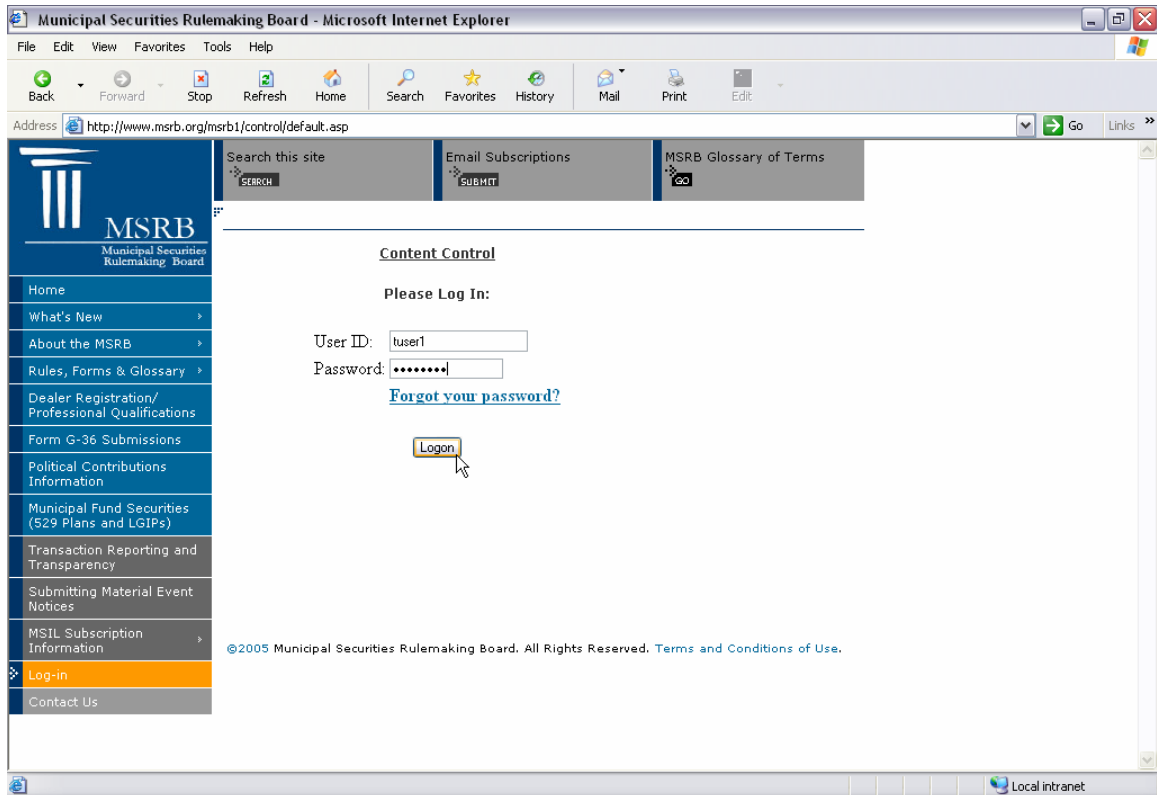 Municipal Securities Rulemaking Board - Microsoft Internet Explorer
File Edit View Favorites Tools Help
Back Forward Stop Refresh Home Search Favorites History Mail Print Edit
Address http://www.msrb.org/msrb1/control/default.asp Go Links »
Search this site Email Subscriptions MSRB Glossary of Terms
SEARCH SUBMIT GO
MSRB
Municipal Securities
Rulemaking Board
Home
What's New
About the MSRB
Rules, Forms & Glossary
Dealer Registration/
Professional Qualifications
Form G-36 Submissions
Political Contributions
Information
Municipal Fund Securities
(529 Plans and LGIPs)
Transaction Reporting and
Transparency
Submitting Material Event
Notices
MSIL Subscription
Information
Log-in
Contact Us
Content Control
Please Log In:
User ID: tuser1
Password: ••••••••
Forgot your password?
Logon
©2005 Municipal Securities Rulemaking Board. All Rights Reserved. Terms and Conditions of Use.
Local intranet